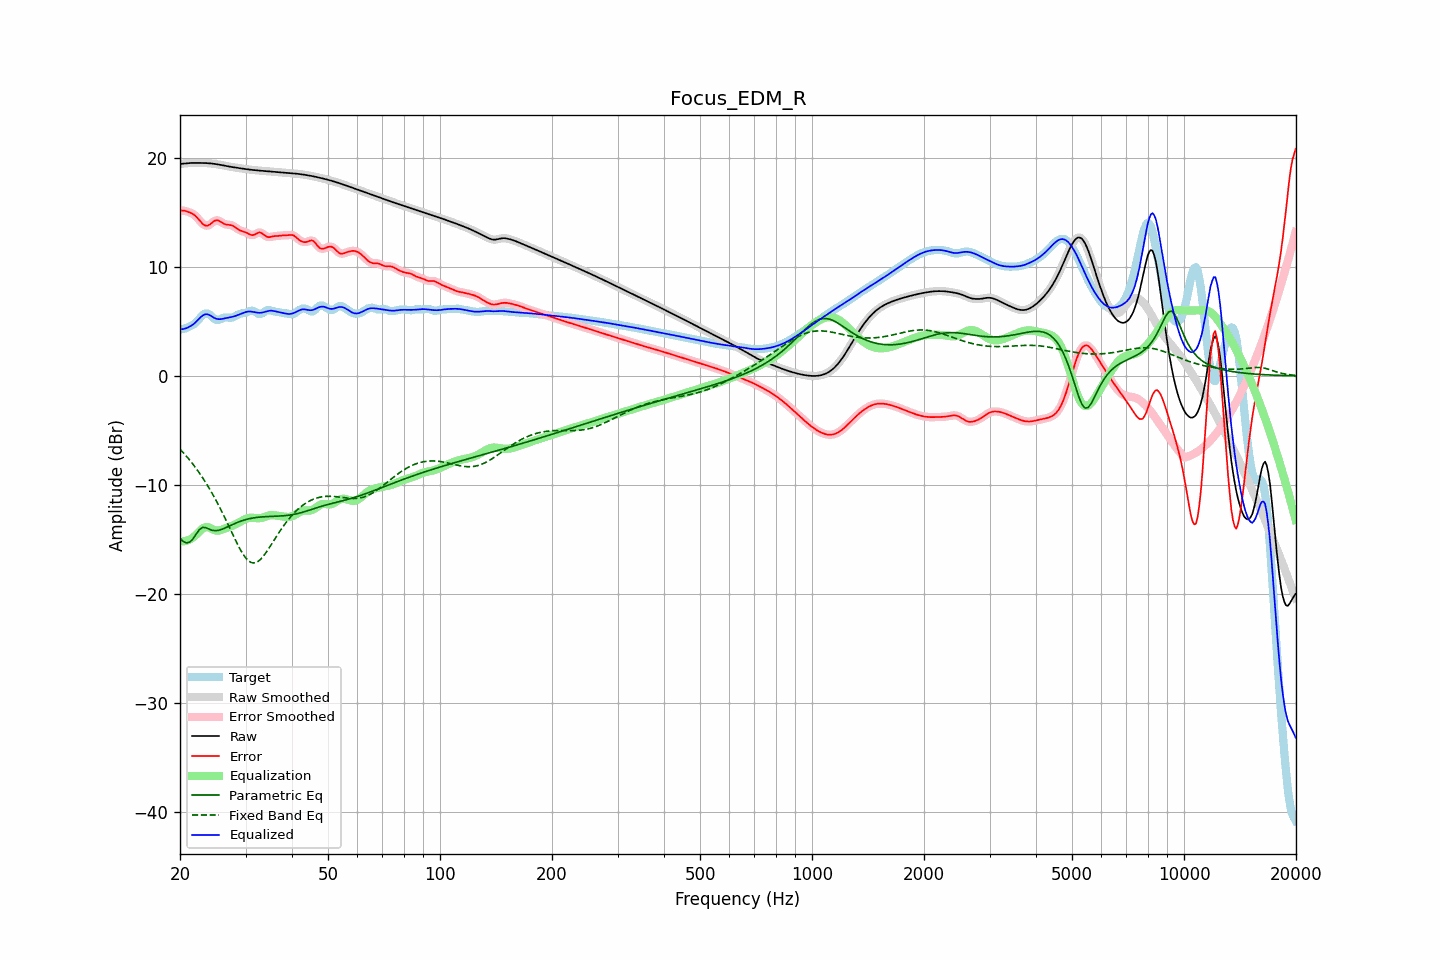 Focus_EDM_R
Amplitude (dBr)
20
10
0
−10
−20
−30
−40
Target
Raw Smoothed
Error Smoothed
Raw
Error
Equalization
Parametric Eq
Fixed Band Eq
Equalized
20 50 100 200 500 1000 2000 5000 10000 20000
Frequency (Hz)